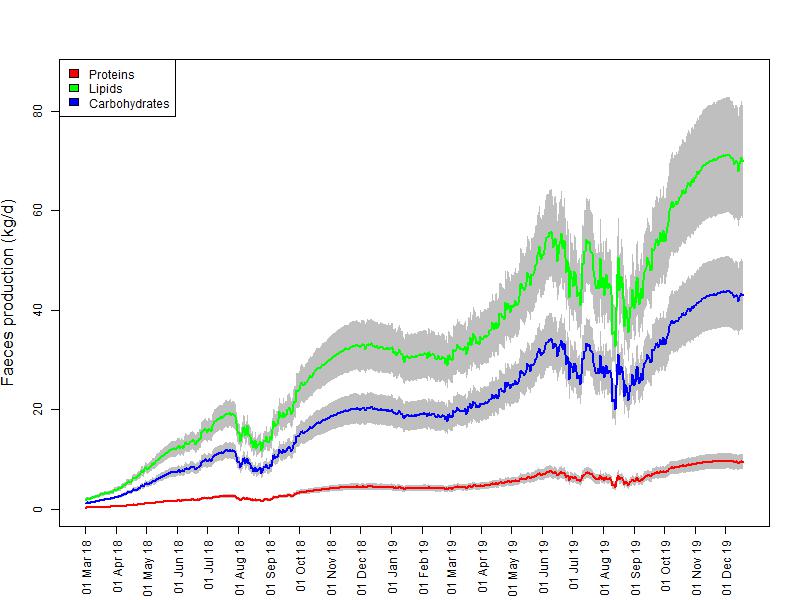 Proteins
Lipids
Carbohydrates
Faeces production (kg/d)
80
60
40
20
0
01 Mar 18
01 Apr 18
01 May 18
01 Jun 18
01 Jul 18
01 Aug 18
01 Sep 18
01 Oct 18
01 Nov 18
01 Dec 18
01 Jan 19
01 Feb 19
01 Mar 19
01 Apr 19
01 May 19
01 Jun 19
01 Jul 19
01 Aug 19
01 Sep 19
01 Oct 19
01 Nov 19
01 Dec 19